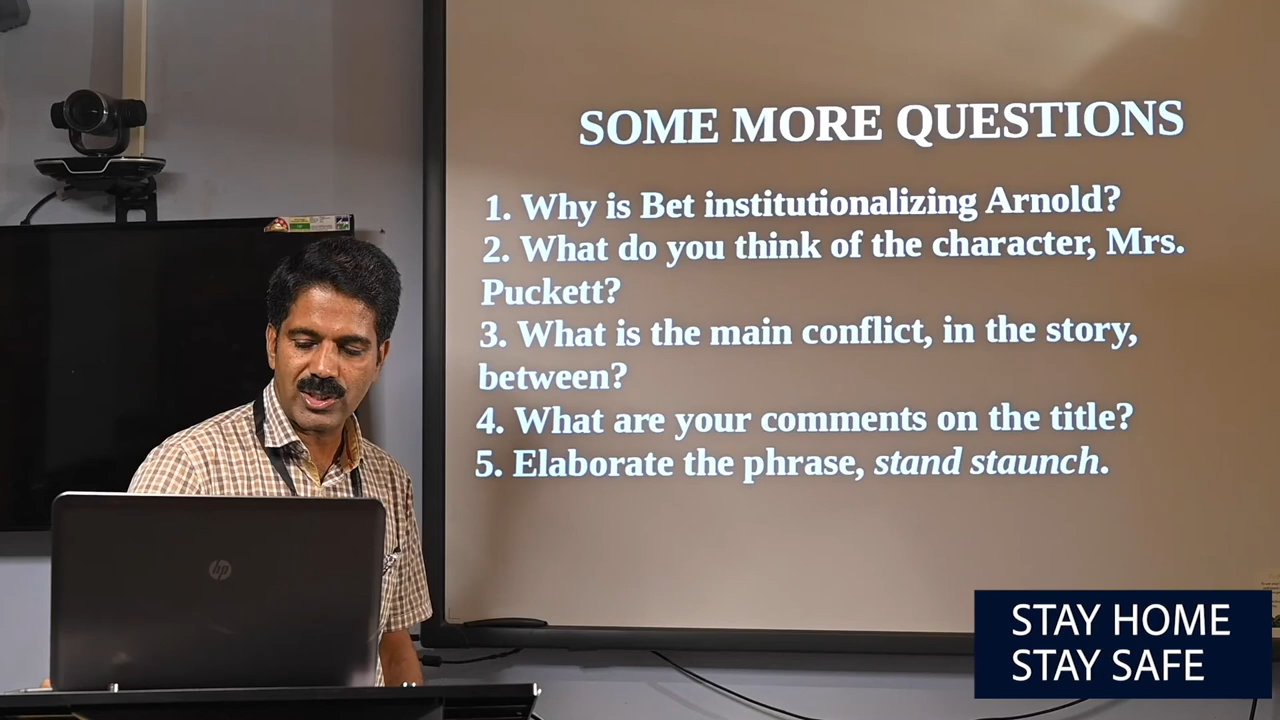 SOME MORE QUESTIONS
1. Why is Bet institutionalizing Arnold?
2. What do you think of the character, Mrs.
Puckett?
3. What is the main conflict, in the story,
between?
4. What are your comments on the title?
5. Elaborate the phrase, stand staunch.
hp
STAY HOME
STAY SAFE